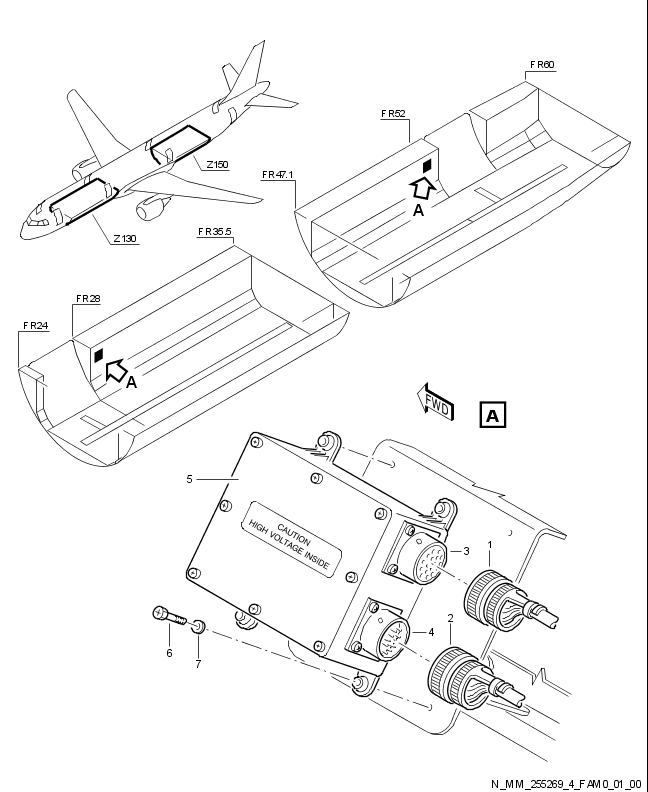 FR60
FR52
Z150
FR47.1
A
FR35.5
Z130
FR28
FR24
A
FWD
A
5
CAUTION
HIGH VOLTAGE INSIDE
3
1
4
2
6
7
N_MM_255269_4_FAM0_01_00